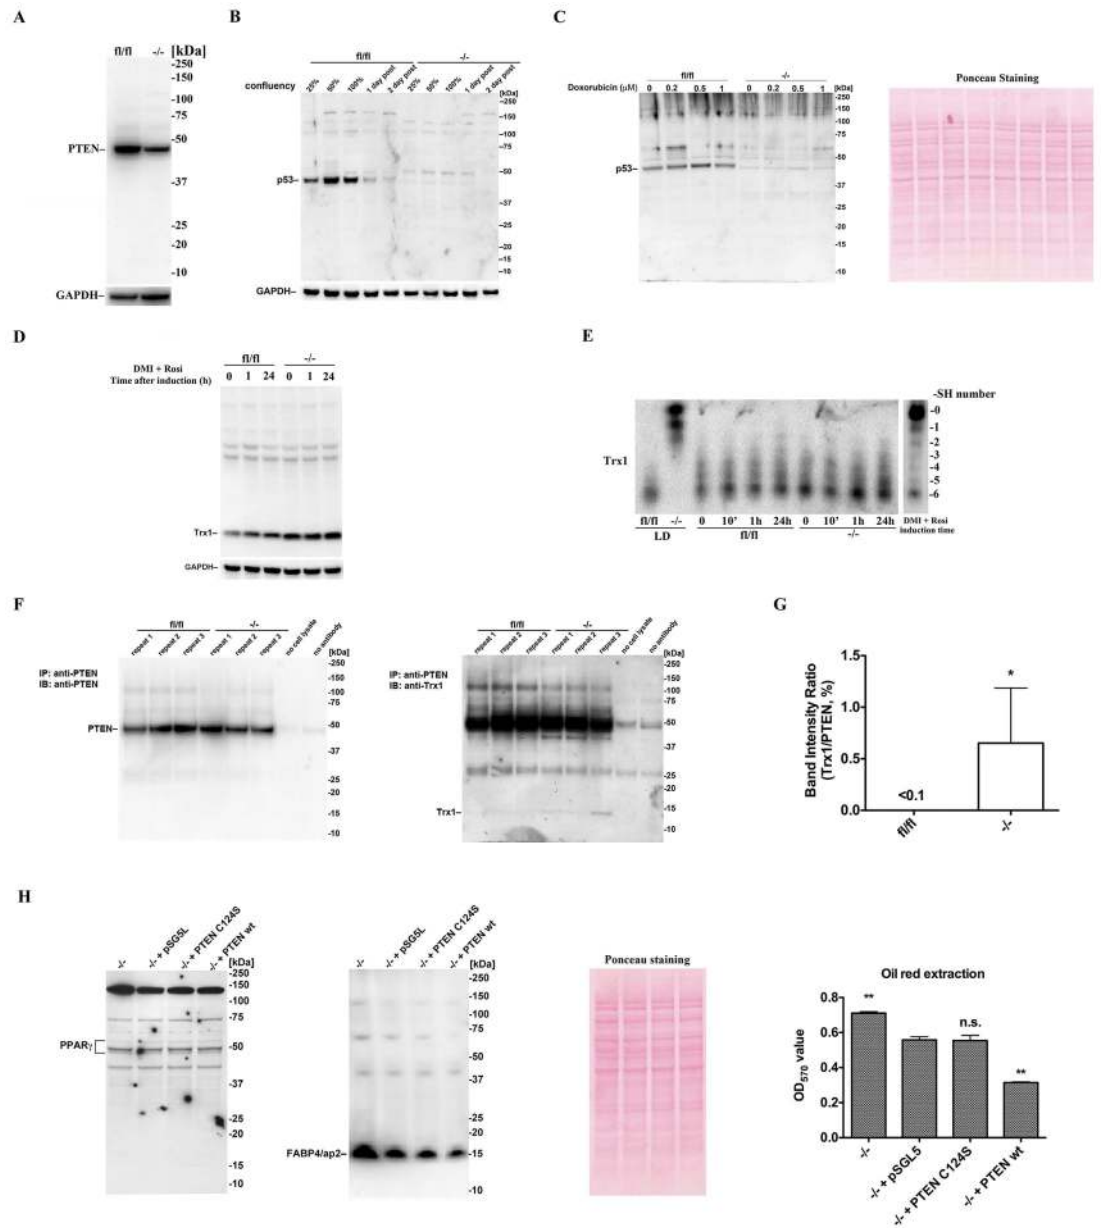 A
fl/fl -/- [kDa]
-250
-150
-100
-75
-50
PTEN–
-37
-25
-20
-10
GAPDH–
B
fl/fl -/-
confluency 25% 50% 100% 1 day post 2 day post 25% 50% 100% 1 day post 2 day post
[kDa]
-250
-150
-100
-75
-50
p53–
-37
-25
-20
-15
-10
GAPDH–
C
fl/fl -/-
Doxorubicin (μM) 0 0.2 0.5 1 0 0.2 0.5 1 [kDa]
-250
-150
-100
-75
-50
p53–
-37
-25
-20
-15
-10
Ponceau Staining
D
fl/fl -/-
DMI + Rosi
Time after induction (h) 0 1 24 0 1 24
Trx1–
GAPDH–
E
-SH number
-0
-1
-2
-3
-4
-5
-6
Trx1
fl/fl -/- 0 10' 1h 24h 0 10' 1h 24h DMI + Rosi
induction time
LD fl/fl -/-
F
fl/fl -/-
repeat 1 repeat 2 repeat 3 repeat 1 repeat 2 repeat 3 no cell lysate no antibody
[kDa]
IP: anti-PTEN
IB: anti-PTEN
-250
-150
-100
-75
-50
PTEN–
-37
-25
-20
-15
-10
fl/fl -/-
repeat 1 repeat 2 repeat 3 repeat 1 repeat 2 repeat 3 no cell lysate no antibody
[kDa]
IP: anti-PTEN
IB: anti-Trx1
-250
-150
-100
-75
-50
-37
-25
-20
-15
Trx1–
-10
G
Band Intensity Ratio
(Trx1/PTEN, %)
1.5
1.0
0.5
0.0
*
<0.1
fl/fl -/-
H
-/- -/- + pSG5L -/- + PTEN C124S -/- + PTEN wt
[kDa]
-250
-150
-100
-75
PPARγ
-50
-37
-25
-20
-15
-10
-/- -/- + pSG5L -/- + PTEN C124S -/- + PTEN wt
[kDa]
-250
-150
-100
-75
-50
-37
-25
-20
FABP4/ap2– -15
-10
Ponceau staining
Oil red extraction
OD570 value
0.8
0.6
0.4
0.2
0.0
**
n.s.
**
-/- -/- + pSGL5 -/- + PTEN C124S -/- + PTEN wt